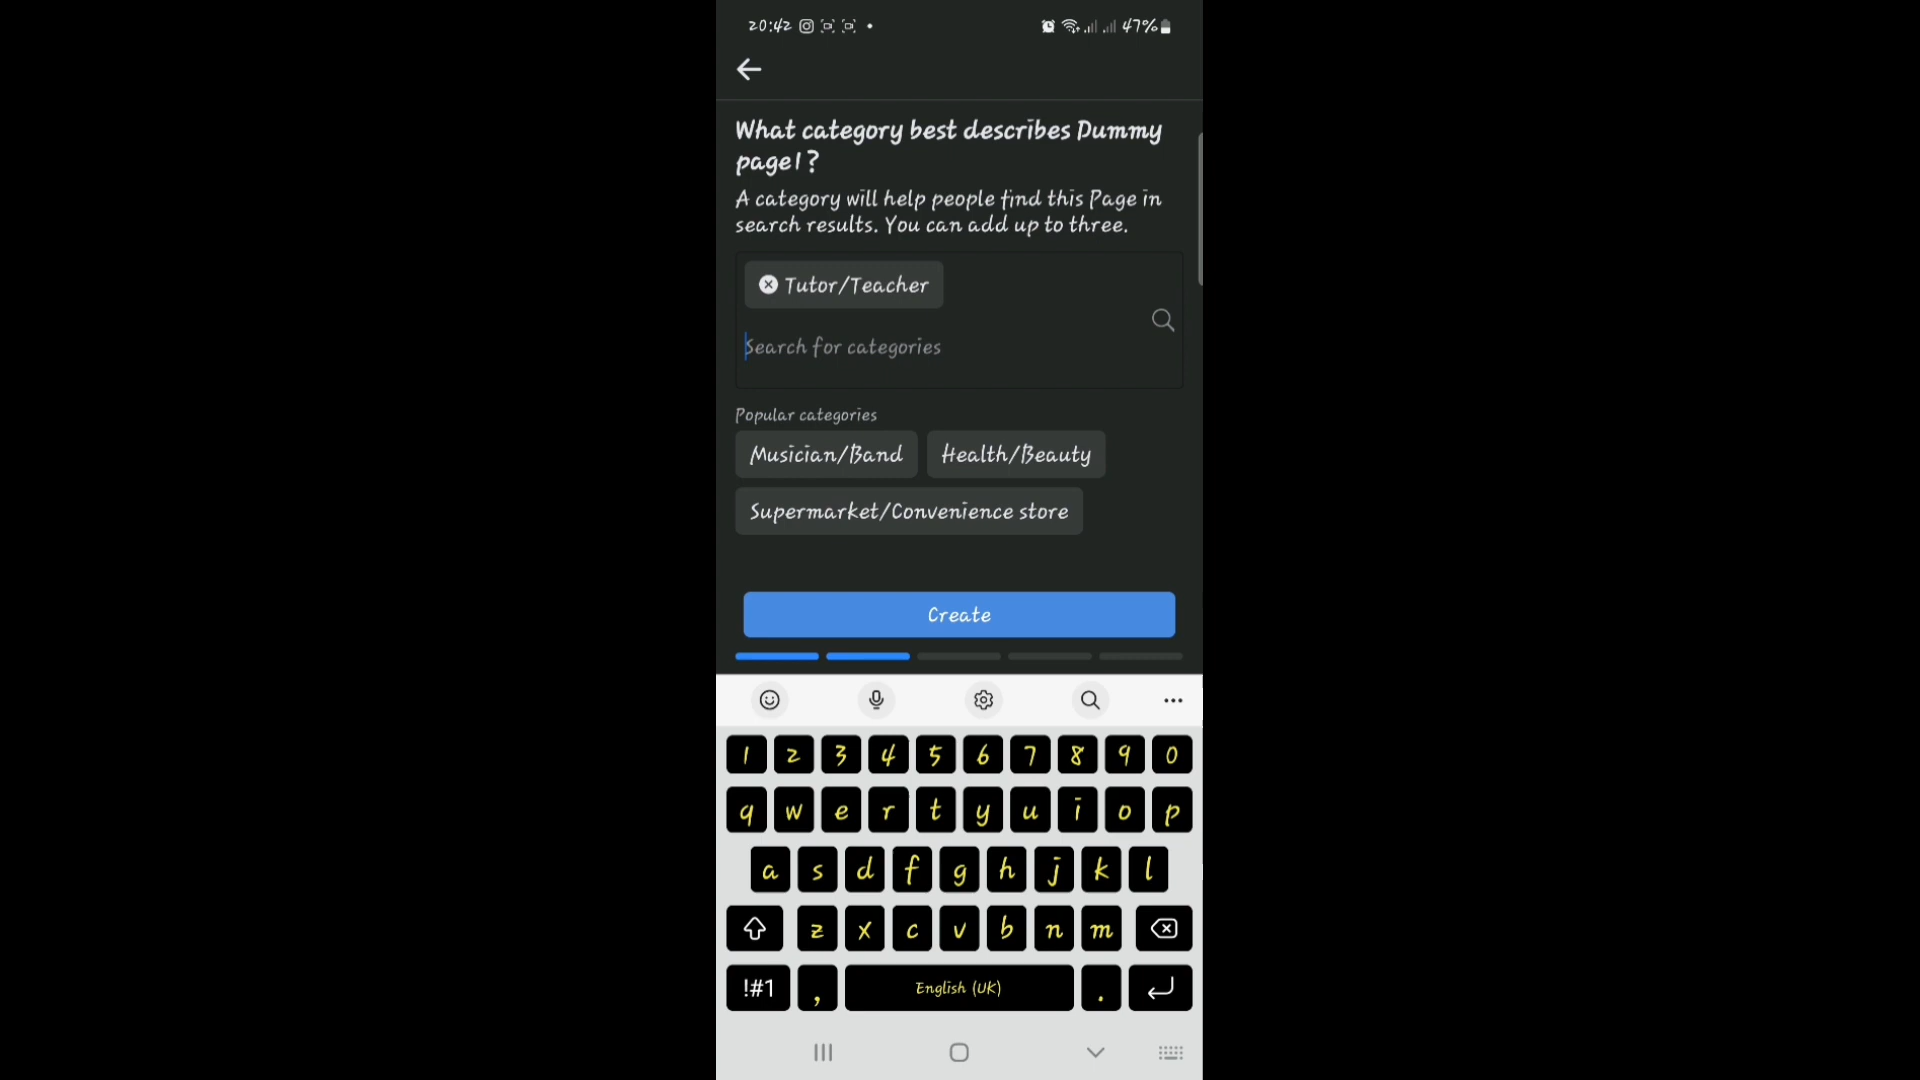 20:42 47%
What category best describes Dummy
page1?
A category will help people find this Page in
search results. You can add up to three.
Tutor/Teacher
Search for categories
Popular categories
Musician/Band Health/Beauty
Supermarket/Convenience store
Create
1 2 3 4 5 6 7 8 9 0
q w e r t y u i o p
a s d f g h j k l
z x c v b n m
!#1 , English (UK) .